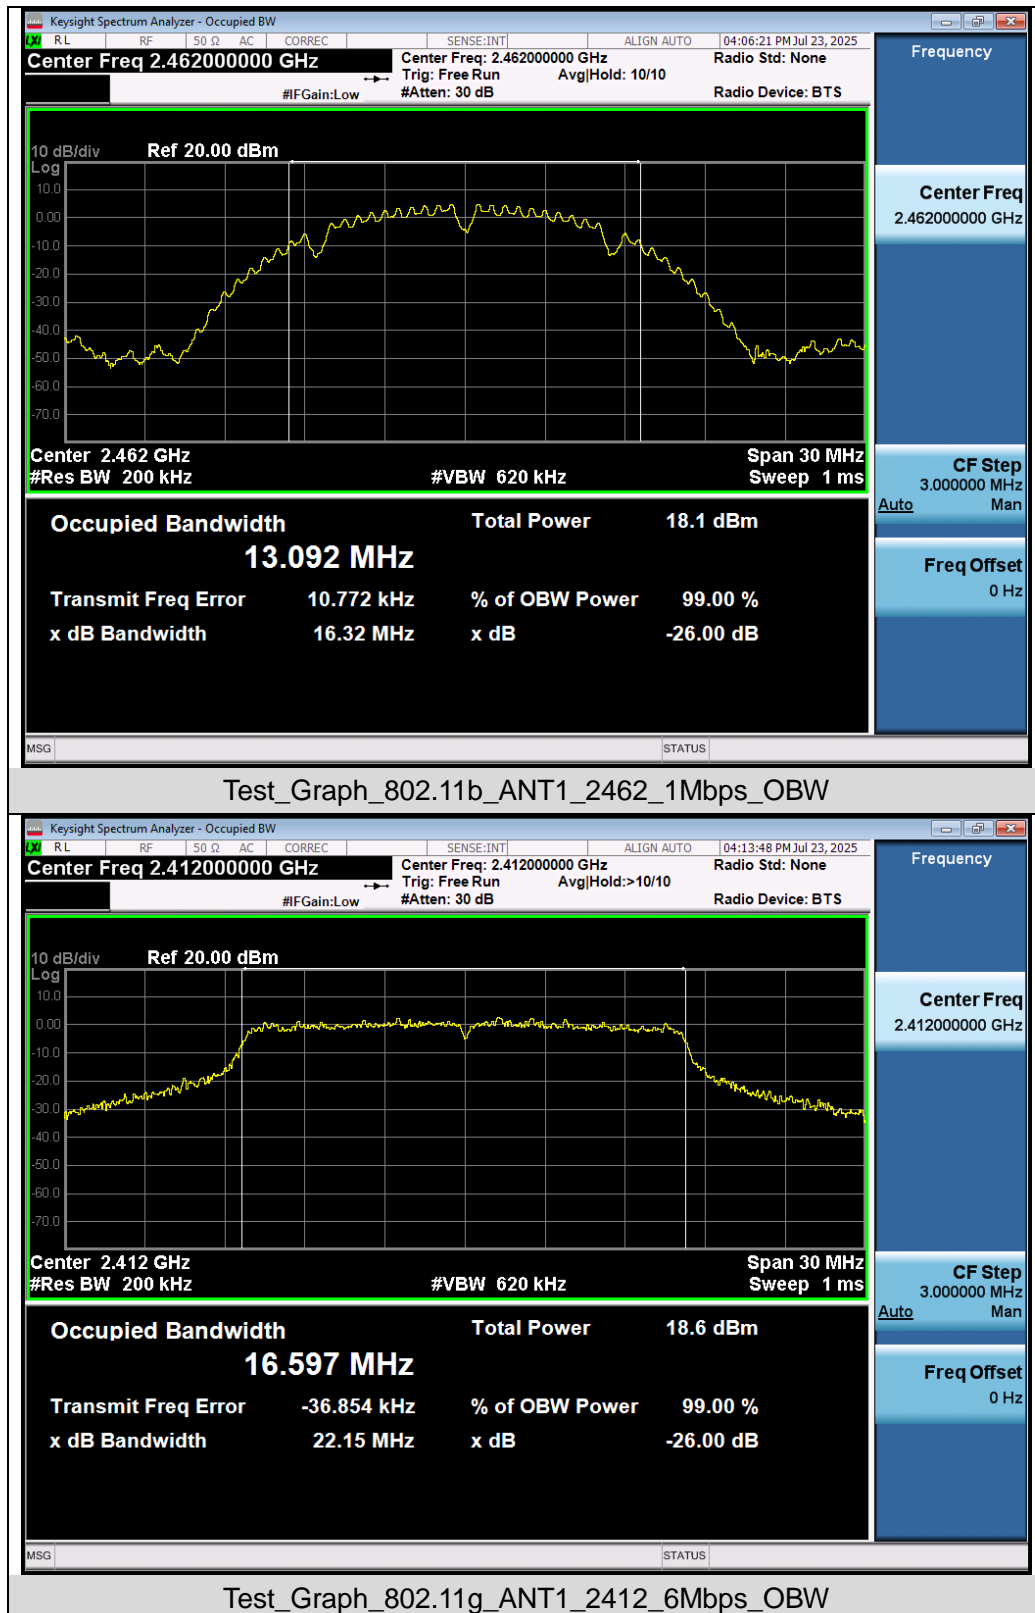 Keysight Spectrum Analyzer - Occupied BW
LXI RL RF 50 Ω AC CORREC SENSE:INT ALIGN AUTO 04:06:21 PM Jul 23, 2025
Center Freq 2.462000000 GHz
Center Freq: 2.462000000 GHz
Radio Std: None
Trig: Free Run Avg|Hold: 10/10
#IFGain:Low
#Atten: 30 dB
Radio Device: BTS
Frequency
10 dB/div Ref 20.00 dBm
Log
10.0
0.00
-10.0
-20.0
-30.0
-40.0
-50.0
-60.0
-70.0
Center Freq
2.462000000 GHz
Center 2.462 GHz Span 30 MHz
#Res BW 200 kHz #VBW 620 kHz Sweep 1 ms
CF Step
3.000000 MHz
Auto Man
Occupied Bandwidth Total Power 18.1 dBm
13.092 MHz
Transmit Freq Error 10.772 kHz % of OBW Power 99.00 %
x dB Bandwidth 16.32 MHz x dB -26.00 dB
Freq Offset
0 Hz
MSG STATUS
Test_Graph_802.11b_ANT1_2462_1Mbps_OBW
Keysight Spectrum Analyzer - Occupied BW
LXI RL RF 50 Ω AC CORREC SENSE:INT ALIGN AUTO 04:13:48 PM Jul 23, 2025
Center Freq 2.412000000 GHz
Center Freq: 2.412000000 GHz
Radio Std: None
Trig: Free Run Avg|Hold:>10/10
#IFGain:Low
#Atten: 30 dB
Radio Device: BTS
Frequency
10 dB/div Ref 20.00 dBm
Log
10.0
0.00
-10.0
-20.0
-30.0
-40.0
-50.0
-60.0
-70.0
Center Freq
2.412000000 GHz
Center 2.412 GHz Span 30 MHz
#Res BW 200 kHz #VBW 620 kHz Sweep 1 ms
CF Step
3.000000 MHz
Auto Man
Occupied Bandwidth Total Power 18.6 dBm
16.597 MHz
Transmit Freq Error -36.854 kHz % of OBW Power 99.00 %
x dB Bandwidth 22.15 MHz x dB -26.00 dB
Freq Offset
0 Hz
MSG STATUS
Test_Graph_802.11g_ANT1_2412_6Mbps_OBW